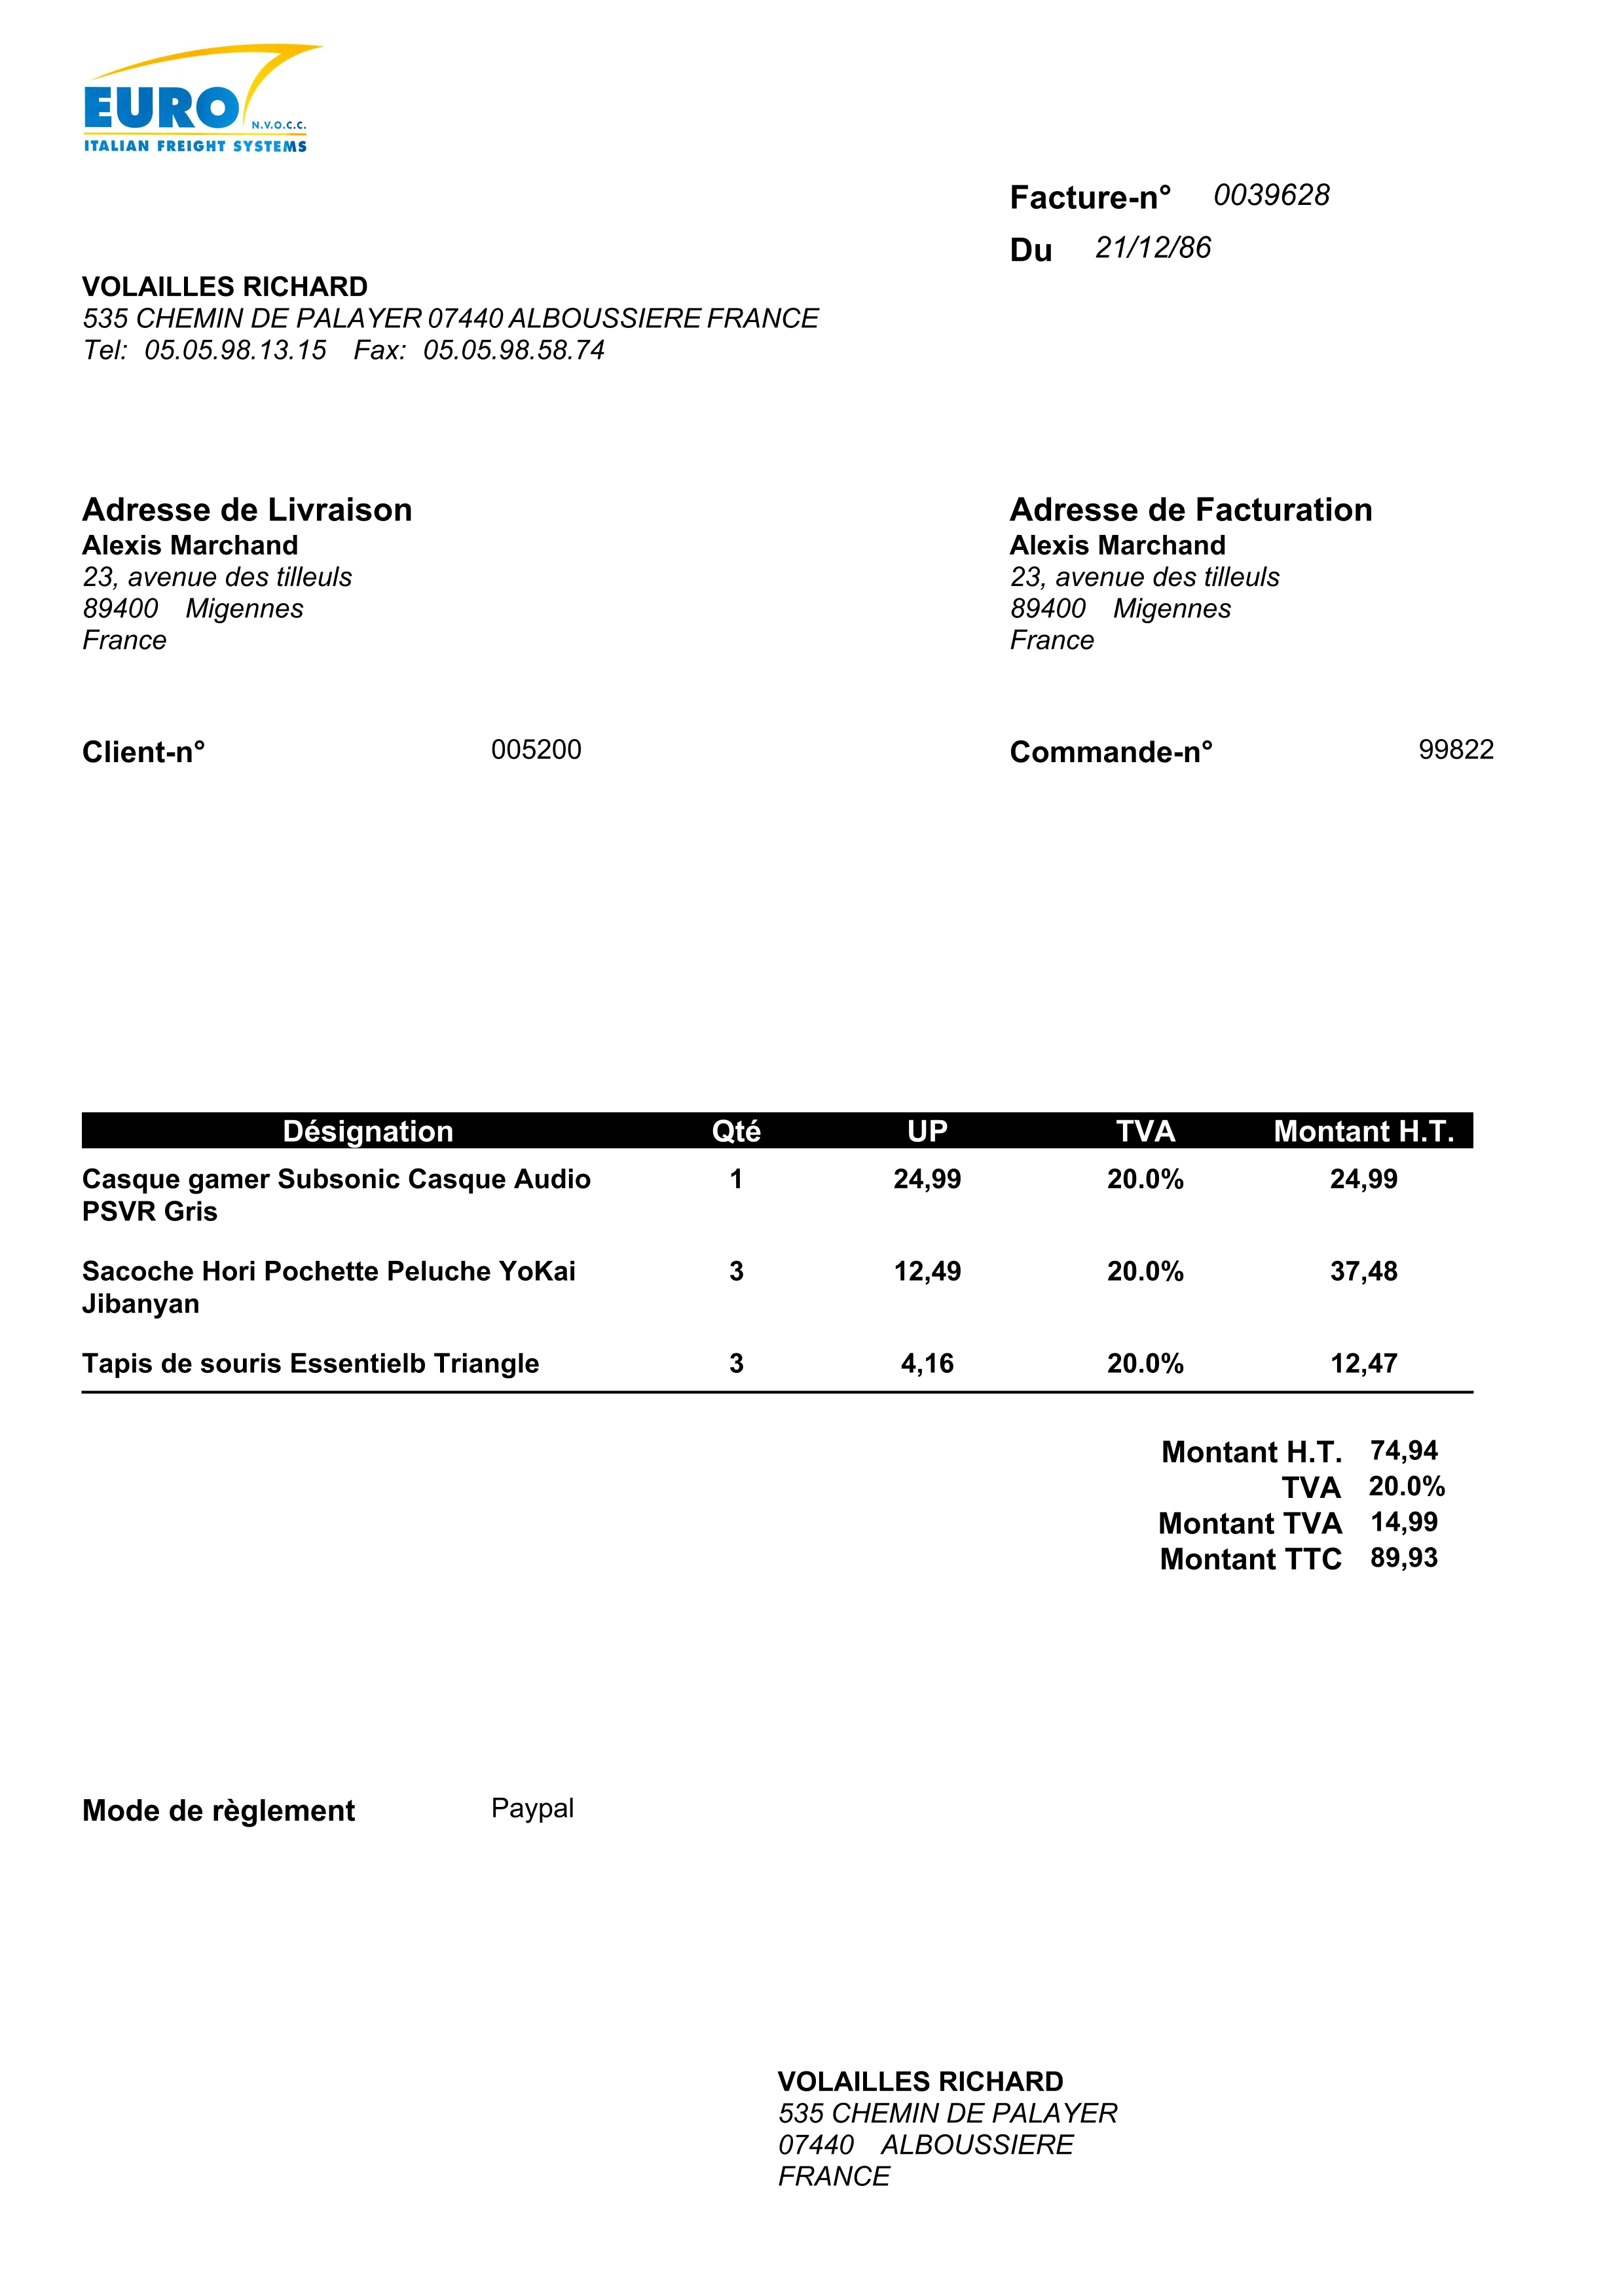 EURO
N.V.O.C.C.
ITALIAN FREIGHT SYSTEMS
Facture-n° 0039628
Du 21/12/86
VOLAILLES RICHARD
535 CHEMIN DE PALAYER 07440 ALBOUSSIERE FRANCE
Tel: 05.05.98.13.15 Fax: 05.05.98.58.74
Adresse de Livraison
Alexis Marchand
23, avenue des tilleuls
89400 Migennes
France
Adresse de Facturation
Alexis Marchand
23, avenue des tilleuls
89400 Migennes
France
Client-n° 005200
Commande-n° 99822
Désignation Qté UP TVA Montant H.T.
Casque gamer Subsonic Casque Audio 1 24,99 20.0% 24,99
PSVR Gris
Sacoche Hori Pochette Peluche YoKai 3 12,49 20.0% 37,48
Jibanyan
Tapis de souris Essentielb Triangle 3 4,16 20.0% 12,47
Montant H.T. 74,94
TVA 20.0%
Montant TVA 14,99
Montant TTC 89,93
Mode de règlement Paypal
VOLAILLES RICHARD
535 CHEMIN DE PALAYER
07440 ALBOUSSIERE
FRANCE